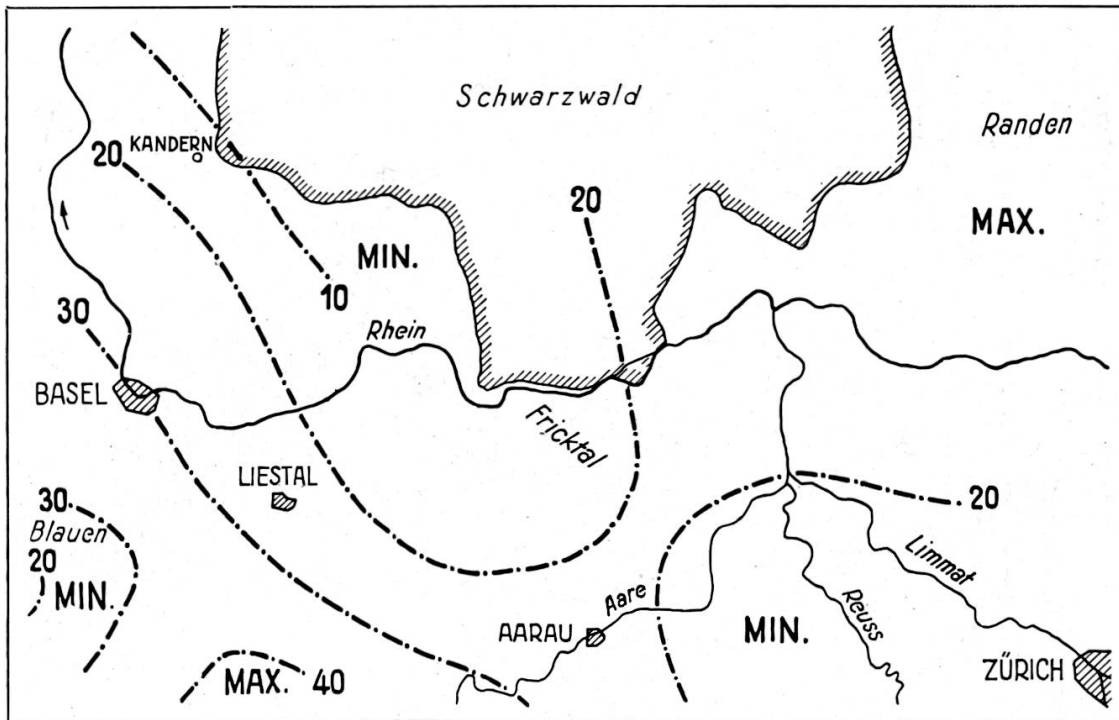 Schwarzwald
Randen
KANDERN
20
20
MAX.
MIN.
10
30
Rhein
BASEL
Fricktal
LIESTAL
30
20
Blauen
20
Limmat
MIN.
Aare
Reuss
AARAU
MIN.
ZÜRICH
MAX. 40